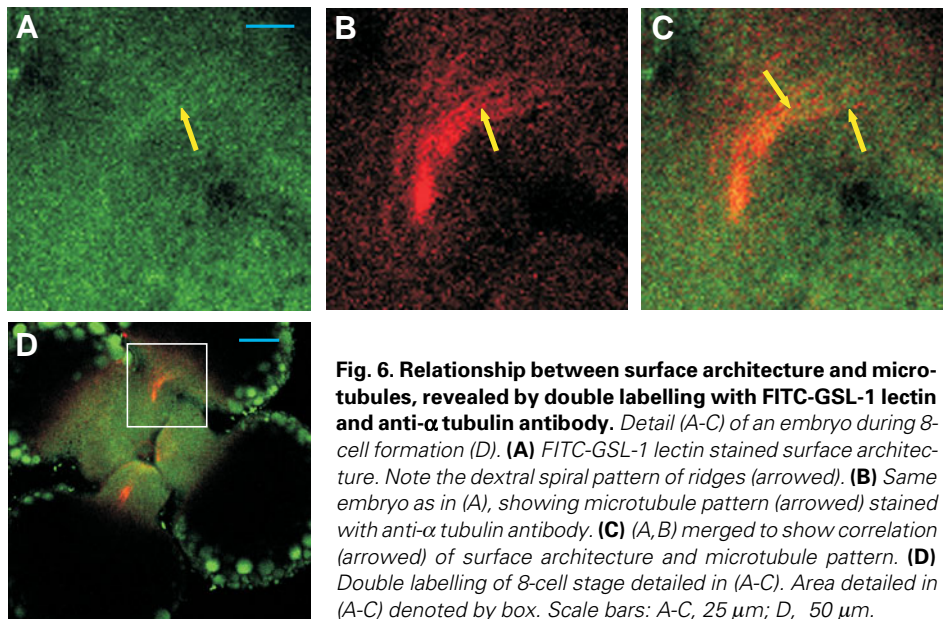 A
B
C
D
Fig. 6. Relationship between surface architecture and micro-
tubules, revealed by double labelling with FITC-GSL-1 lectin
and anti-α tubulin antibody. Detail (A-C) of an embryo during 8-
cell formation (D). (A) FITC-GSL-1 lectin stained surface architec-
ture. Note the dextral spiral pattern of ridges (arrowed). (B) Same
embryo as in (A), showing microtubule pattern (arrowed) stained
with anti-α tubulin antibody. (C) (A,B) merged to show correlation
(arrowed) of surface architecture and microtubule pattern. (D)
Double labelling of 8-cell stage detailed in (A-C). Area detailed in
(A-C) denoted by box. Scale bars: A-C, 25 µm; D, 50 µm.